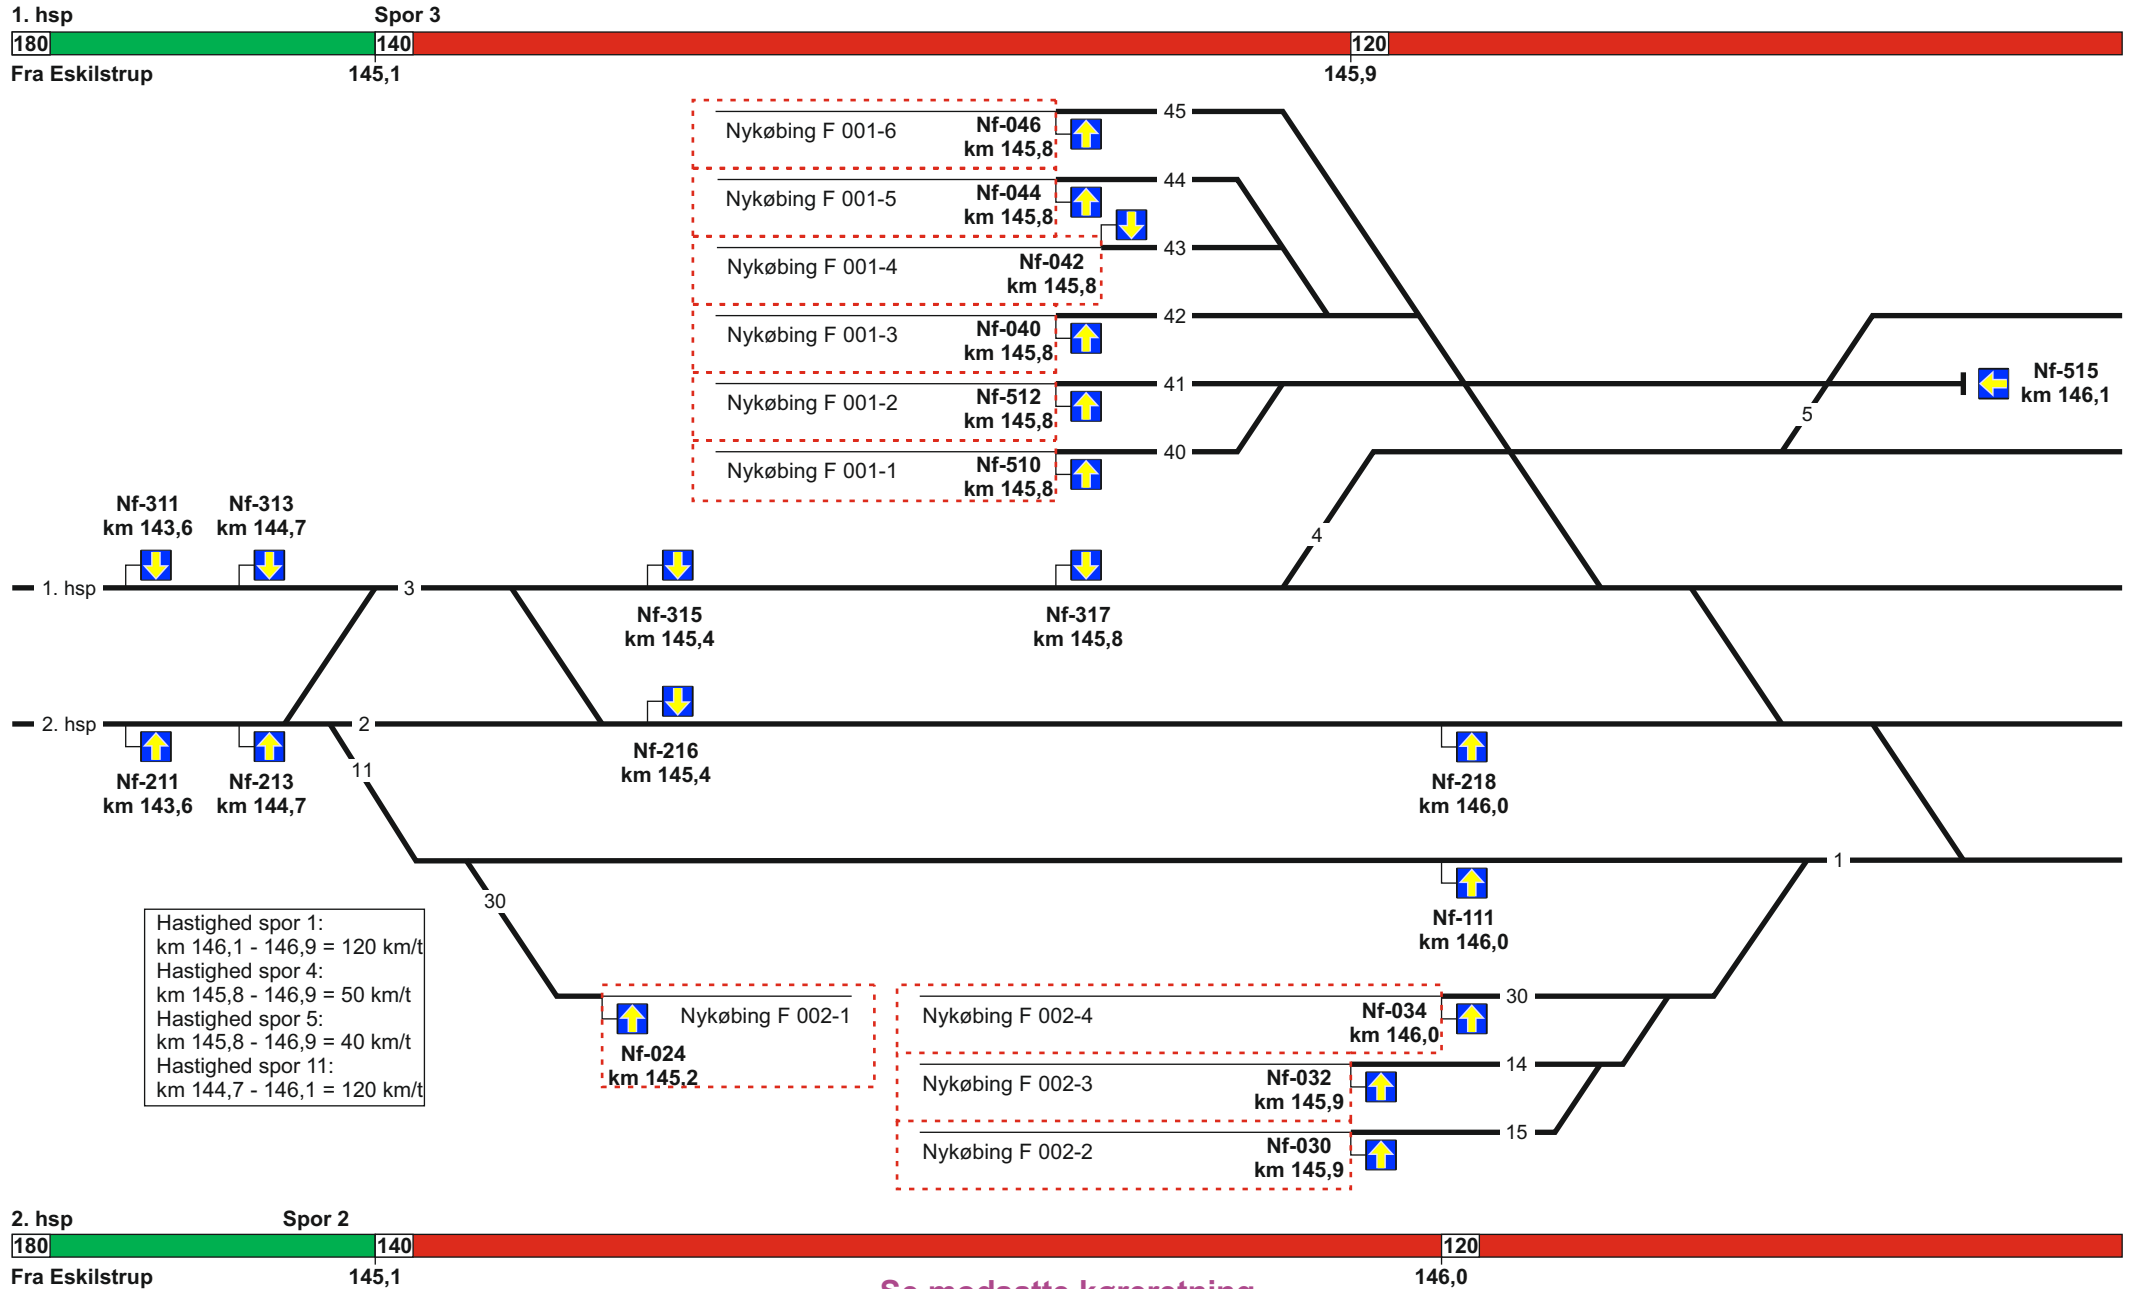 1. hsp
Spor 3
180
140
120
Fra Eskilstrup
145,1
145,9
45
Nykøbing F 001-6
Nf-046
km 145,8
44
Nykøbing F 001-5
Nf-044
km 145,8
43
Nykøbing F 001-4
Nf-042
km 145,8
42
Nykøbing F 001-3
Nf-040
km 145,8
41
Nykøbing F 001-2
Nf-512
km 145,8
40
Nykøbing F 001-1
Nf-510
km 145,8
Nf-515
km 146,1
5
4
Nf-311
km 143,6
Nf-313
km 144,7
1. hsp
3
Nf-315
km 145,4
Nf-317
km 145,8
2. hsp
2
Nf-211
km 143,6
Nf-213
km 144,7
11
Nf-216
km 145,4
Nf-218
km 146,0
1
30
Nf-111
km 146,0
Hastighed spor 1:
km 146,1 - 146,9 = 120 km/t
Hastighed spor 4:
km 145,8 - 146,9 = 50 km/t
Hastighed spor 5:
km 145,8 - 146,9 = 40 km/t
Hastighed spor 11:
km 144,7 - 146,1 = 120 km/t
Nykøbing F 002-1
Nf-024
km 145,2
30
Nykøbing F 002-4
Nf-034
km 146,0
14
Nykøbing F 002-3
Nf-032
km 145,9
15
Nykøbing F 002-2
Nf-030
km 145,9
2. hsp
Spor 2
180
140
120
Fra Eskilstrup
145,1
146,0
Se modsatte køreretning